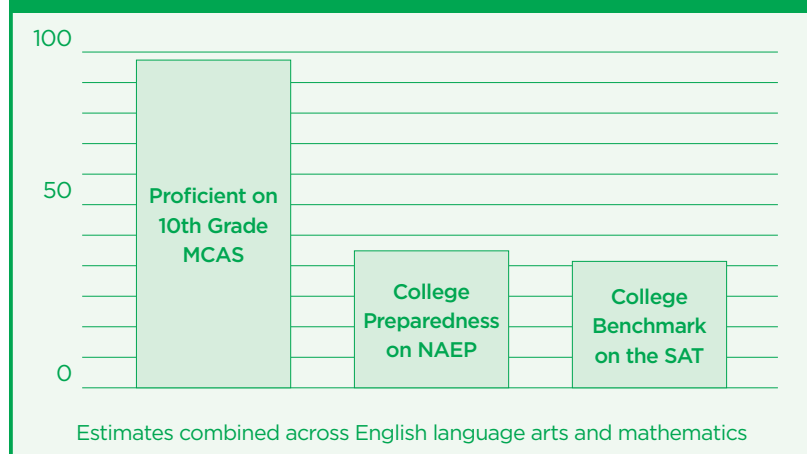 100
50
0
Proficient on
10th Grade
MCAS
College
Preparedness
on NAEP
College
Benchmark
on the SAT
Estimates combined across English language arts and mathematics